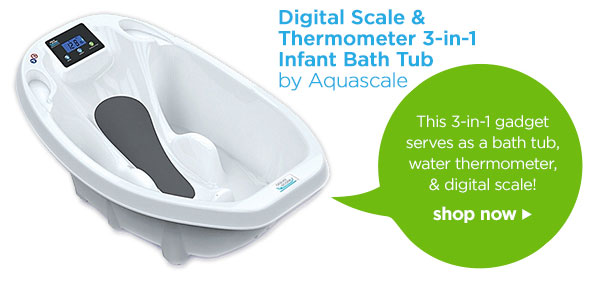 Digital Scale &
Thermometer 3-in-1
Infant Bath Tub
by Aquascale
This 3-in-1 gadget
serves as a bath tub,
water thermometer,
& digital scale!
shop now